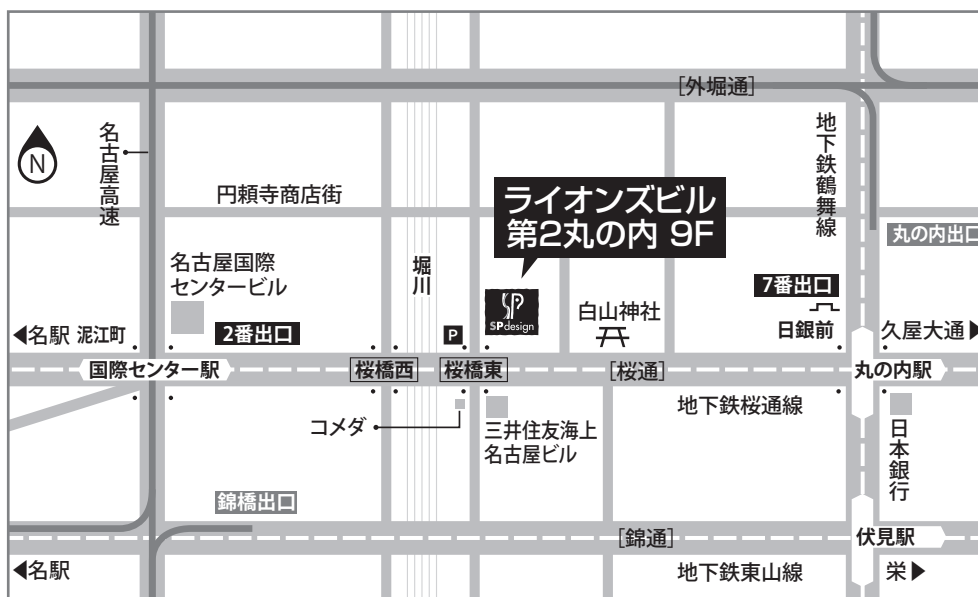 [外堀通]
名古屋高速
N
地下鉄鶴舞線
円頼寺商店街
ライオンズビル
第2丸の内 9F
丸の内出口
名古屋国際
センタービル
堀川
SP
SPdesign
7番出口
白山神社
◀名駅
泥江町
2番出口
P
日銀前
久屋大通▶
国際センター駅
桜橋西
桜橋東
[桜通]
丸の内駅
コメダ
三井住友海上
名古屋ビル
地下鉄桜通線
日本銀行
錦橋出口
[錦通]
伏見駅
◀名駅
地下鉄東山線
栄▶